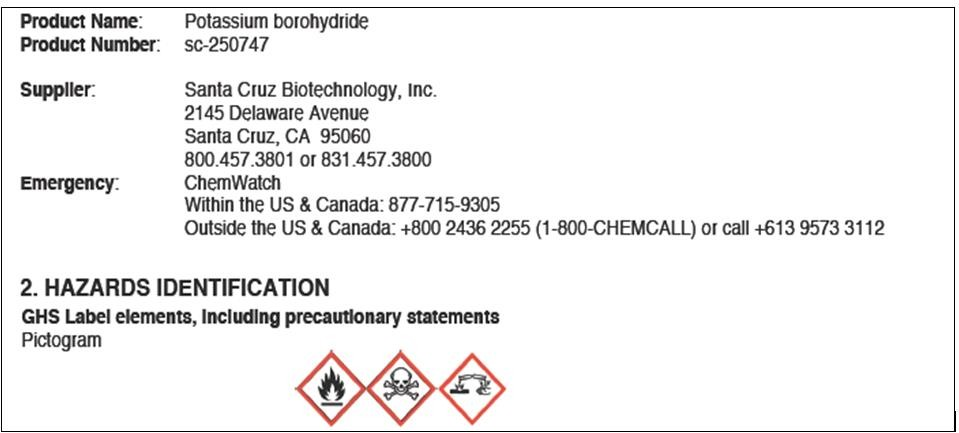 Product Name: Potassium borohydride
Product Number: sc-250747
Supplier: Santa Cruz Biotechnology, Inc.
2145 Delaware Avenue
Santa Cruz, CA 95060
800.457.3801 or 831.457.3800
Emergency: ChemWatch
Within the US & Canada: 877-715-9305
Outside the US & Canada: +800 2436 2255 (1-800-CHEMCALL) or call +613 9573 3112
2. HAZARDS IDENTIFICATION
GHS Label elements, including precautionary statements
Pictogram